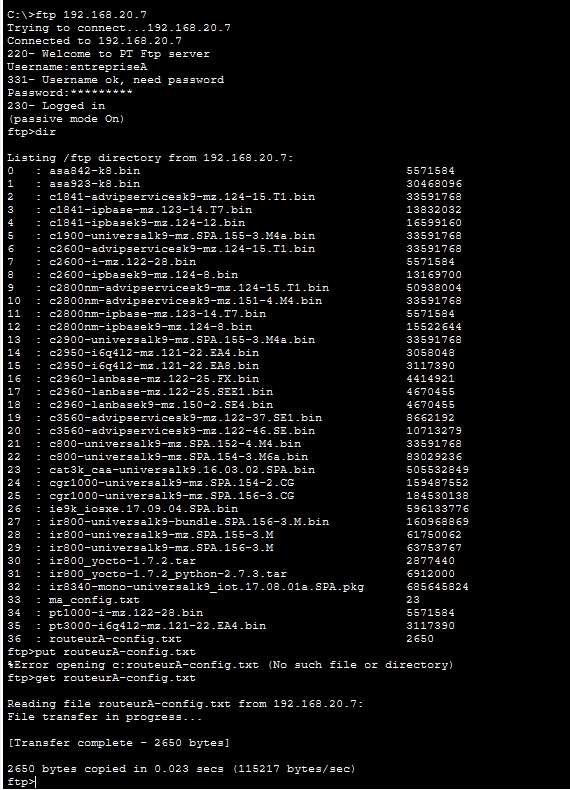 C:\>ftp 192.168.20.7
Trying to connect...192.168.20.7
Connected to 192.168.20.7
220- Welcome to PT Ftp server
Username:entrepriseA
331- Username ok, need password
Password:*********
230- Logged in
(passive mode On)
ftp>dir
Listing /ftp directory from 192.168.20.7:
0   : asa842-k8.bin                                         5571584
1   : asa923-k8.bin                                         30468096
2   : c1841-advipservicesk9-mz.124-15.T1.bin                33591768
3   : c1841-ipbase-mz.123-14.T7.bin                         13832032
4   : c1841-ipbasek9-mz.124-12.bin                          16599160
5   : c1900-universalk9-mz.SPA.155-3.M4a.bin                33591768
6   : c2600-advipservicesk9-mz.124-15.T1.bin                33591768
7   : c2600-i-mz.122-28.bin                                 5571584
8   : c2600-ipbasek9-mz.124-8.bin                           13169700
9   : c2800nm-advipservicesk9-mz.124-15.T1.bin              50938004
10  : c2800nm-advipservicesk9-mz.151-4.M4.bin               33591768
11  : c2800nm-ipbase-mz.123-14.T7.bin                       5571584
12  : c2800nm-ipbasek9-mz.124-8.bin                         15522644
13  : c2900-universalk9-mz.SPA.155-3.M4a.bin                33591768
14  : c2950-i6q4l2-mz.121-22.EA4.bin                        3058048
15  : c2950-i6q4l2-mz.121-22.EA8.bin                        3117390
16  : c2960-lanbase-mz.122-25.FX.bin                        4414921
17  : c2960-lanbase-mz.122-25.SEE1.bin                      4670455
18  : c2960-lanbasek9-mz.150-2.SE4.bin                      4670455
19  : c3560-advipservicesk9-mz.122-37.SE1.bin               8662192
20  : c3560-advipservicesk9-mz.122-46.SE.bin                10713279
21  : c800-universalk9-mz.SPA.152-4.M4.bin                  33591768
22  : c800-universalk9-mz.SPA.154-3.M6a.bin                 83029236
23  : cat3k_caa-universalk9.16.03.02.SPA.bin                505532849
24  : cgr1000-universalk9-mz.SPA.154-2.CG                   159487552
25  : cgr1000-universalk9-mz.SPA.156-3.CG                   184530138
26  : ie9k_iosxe.17.09.04.SPA.bin                           596133776
27  : ir800-universalk9-bundle.SPA.156-3.M.bin              160968869
28  : ir800-universalk9-mz.SPA.155-3.M                      61750062
29  : ir800-universalk9-mz.SPA.156-3.M                      63753767
30  : ir800_yocto-1.7.2.tar                                 2877440
31  : ir800_yocto-1.7.2_python-2.7.3.tar                    6912000
32  : ir8340-mono-universalk9_iot.17.08.01a.SPA.pkg         685645824
33  : ma_config.txt                                         23
34  : pt1000-i-mz.122-28.bin                                5571584
35  : pt3000-i6q4l2-mz.121-22.EA4.bin                       3117390
36  : routeurA-config.txt                                   2650
ftp>put routeurA-config.txt
%Error opening c:routeurA-config.txt (No such file or directory)
ftp>get routeurA-config.txt
Reading file routeurA-config.txt from 192.168.20.7:
File transfer in progress...
[Transfer complete - 2650 bytes]
2650 bytes copied in 0.023 secs (115217 bytes/sec)
ftp>